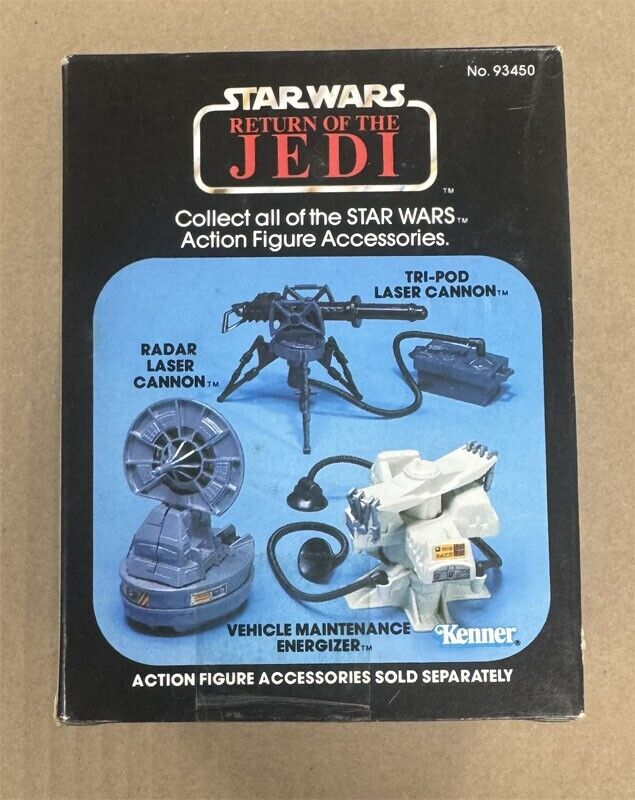 No. 93450
STAR WARS
RETURN OF THE
JEDI TM
Collect all of the STAR WARS TM
Action Figure Accessories.
TRI-POD
LASER CANNON TM
RADAR
LASER
CANNON TM
VEHICLE MAINTENANCE
ENERGIZER TM
Kenner®
ACTION FIGURE ACCESSORIES SOLD SEPARATELY